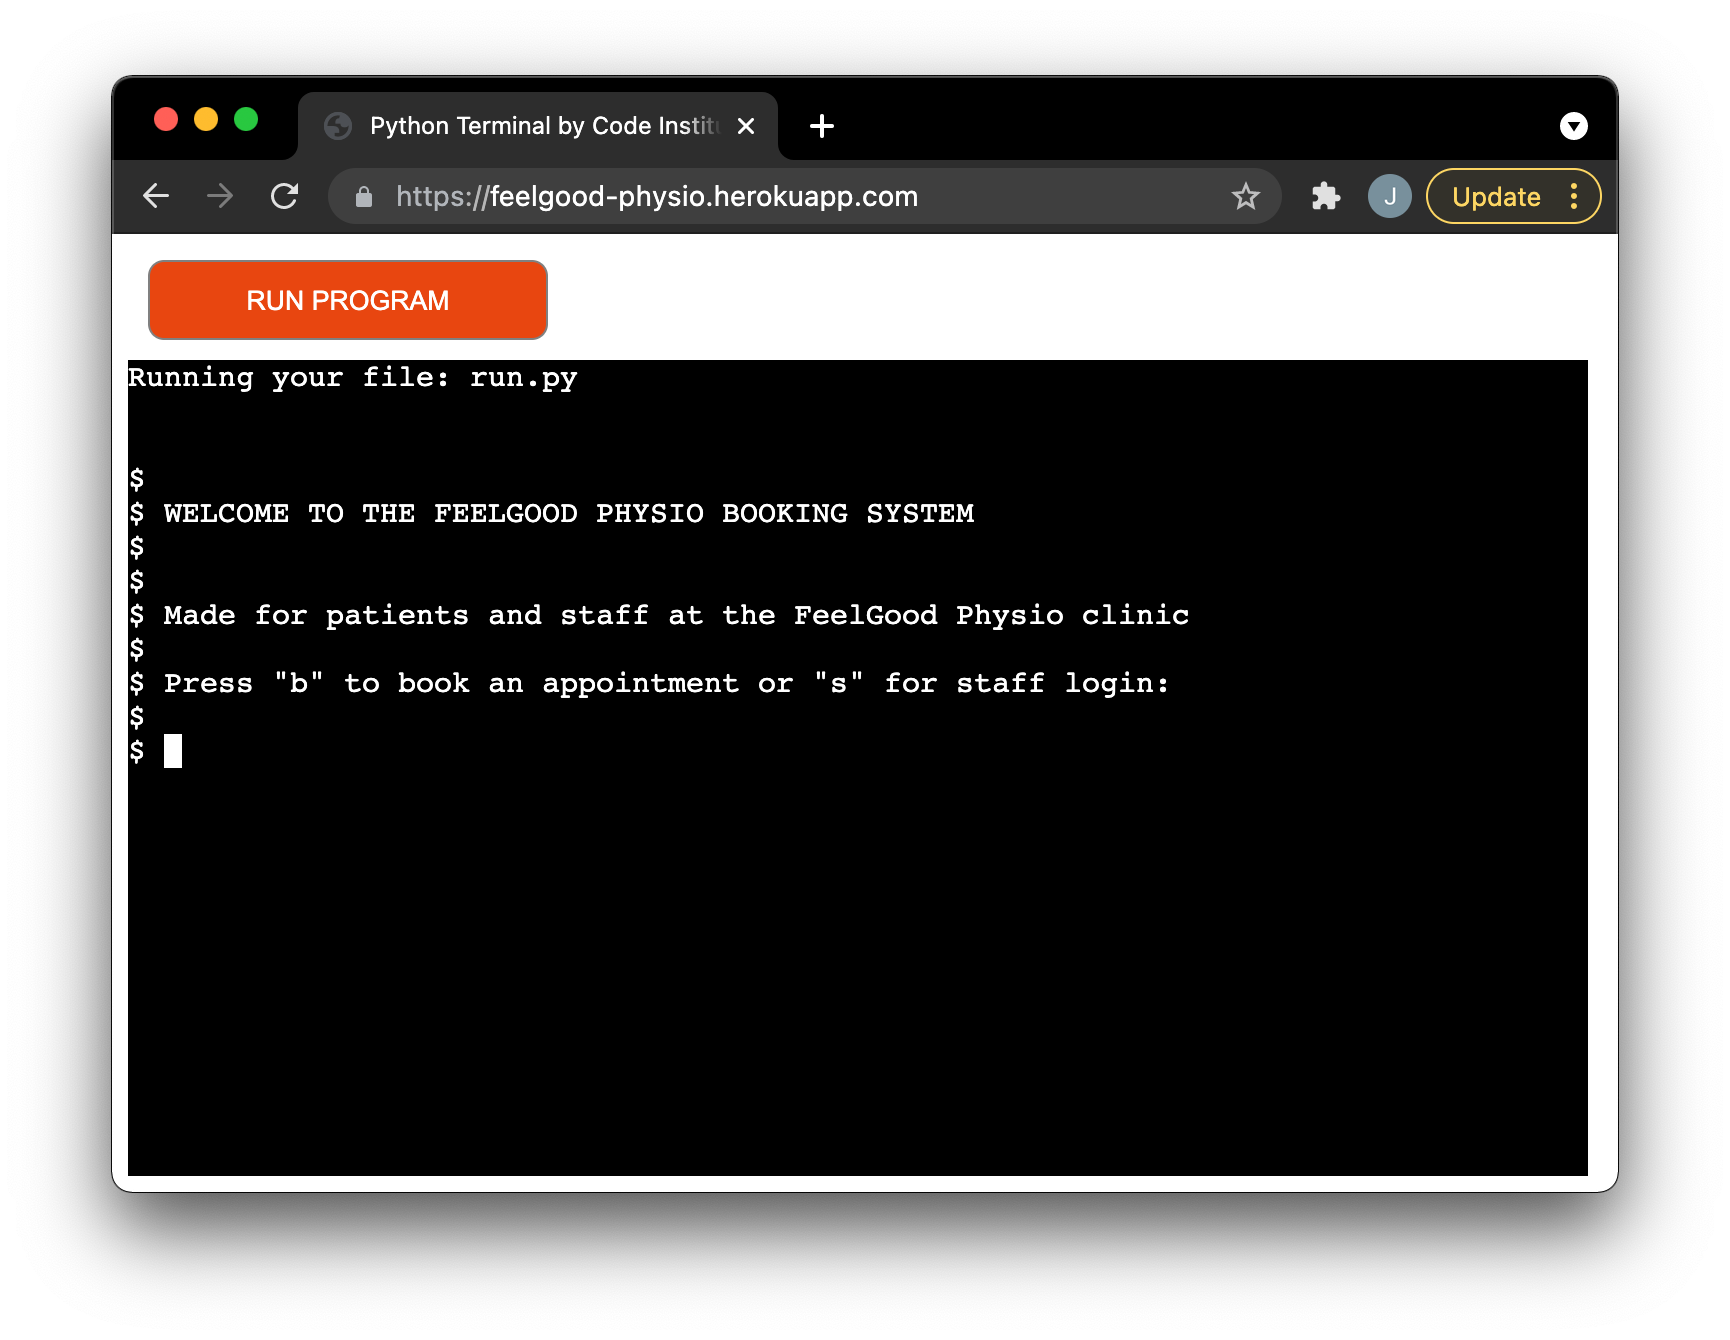 Python Terminal by Code Instit
https://feelgood-physio.herokuapp.com
J
Update
RUN PROGRAM
Running your file: run.py
$
$ WELCOME TO THE FEELGOOD PHYSIO BOOKING SYSTEM
$
$
$ Made for patients and staff at the FeelGood Physio clinic
$
$ Press "b" to book an appointment or "s" for staff login:
$
$